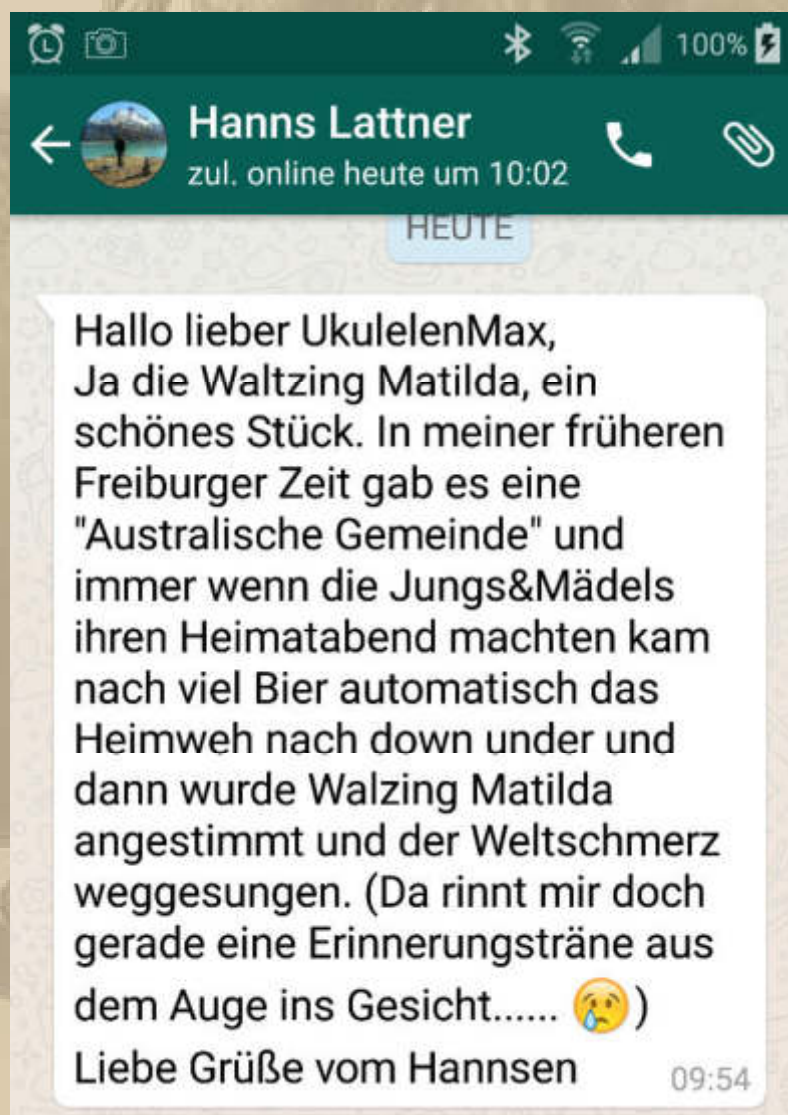 100%
Hanns Lattner
zul. online heute um 10:02
HEUTE
Hallo lieber UkulelenMax,
Ja die Waltzing Matilda, ein
schönes Stück. In meiner früheren
Freiburger Zeit gab es eine
"Australische Gemeinde" und
immer wenn die Jungs&Mädels
ihren Heimatabend machten kam
nach viel Bier automatisch das
Heimweh nach down under und
dann wurde Walzing Matilda
angestimmt und der Weltschmerz
weggesungen. (Da rinnt mir doch
gerade eine Erinnerungsträne aus
dem Auge ins Gesicht...... 😢)
Liebe Grüße vom Hannsen
09:54